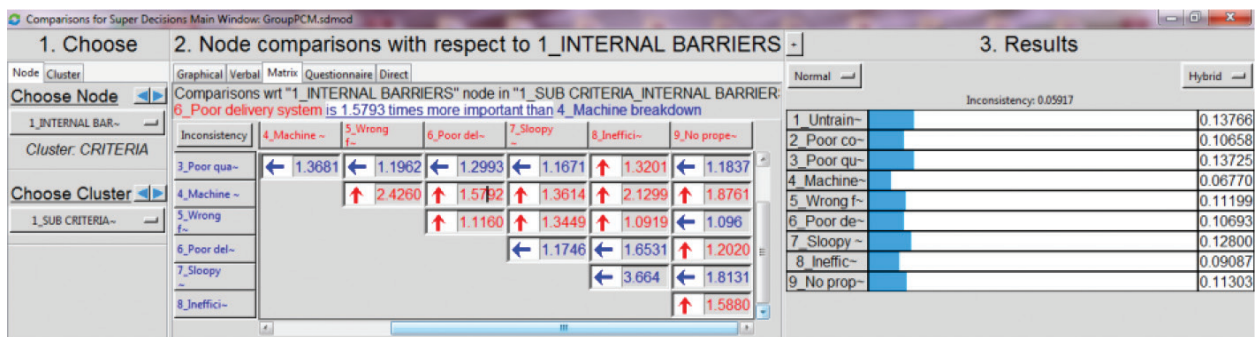 Comparisons for Super Decisions Main Window: GroupPCM.sdmod
1. Choose
2. Node comparisons with respect to 1_INTERNAL BARRIERS
3. Results
Node Cluster
Choose Node
1_INTERNAL BAR~
Cluster: CRITERIA
Choose Cluster
1_SUB CRITERIA~
Graphical Verbal Matrix Questionnaire Direct
Comparisons wrt "1_INTERNAL BARRIERS" node in "1_SUB CRITERIA_INTERNAL BARRIER
6_Poor delivery system is 1.5793 times more important than 4_Machine breakdown
Inconsistency 4_Machine ~ 5_Wrong f~ 6_Poor del~ 7_Sloopy ~ 8_Ineffici~ 9_No prope~
3_Poor qua~ 1.3681 1.1962 1.2993 1.1671 1.3201 1.1837
4_Machine ~ 2.4260 1.5792 1.3614 2.1299 1.8761
5_Wrong f~ 1.1160 1.3449 1.0919 1.096
6_Poor del~ 1.1746 1.6531 1.2020
7_Sloopy ~ 3.664 1.8131
8_Ineffici~ 1.5880
Normal Hybrid
Inconsistency: 0.05917
1_Untrain~ 0.13766
2_Poor co~ 0.10658
3_Poor qu~ 0.13725
4_Machine~ 0.06770
5_Wrong f~ 0.11199
6_Poor de~ 0.10693
7_Sloopy ~ 0.12800
8_Ineffic~ 0.09087
9_No prop~ 0.11303